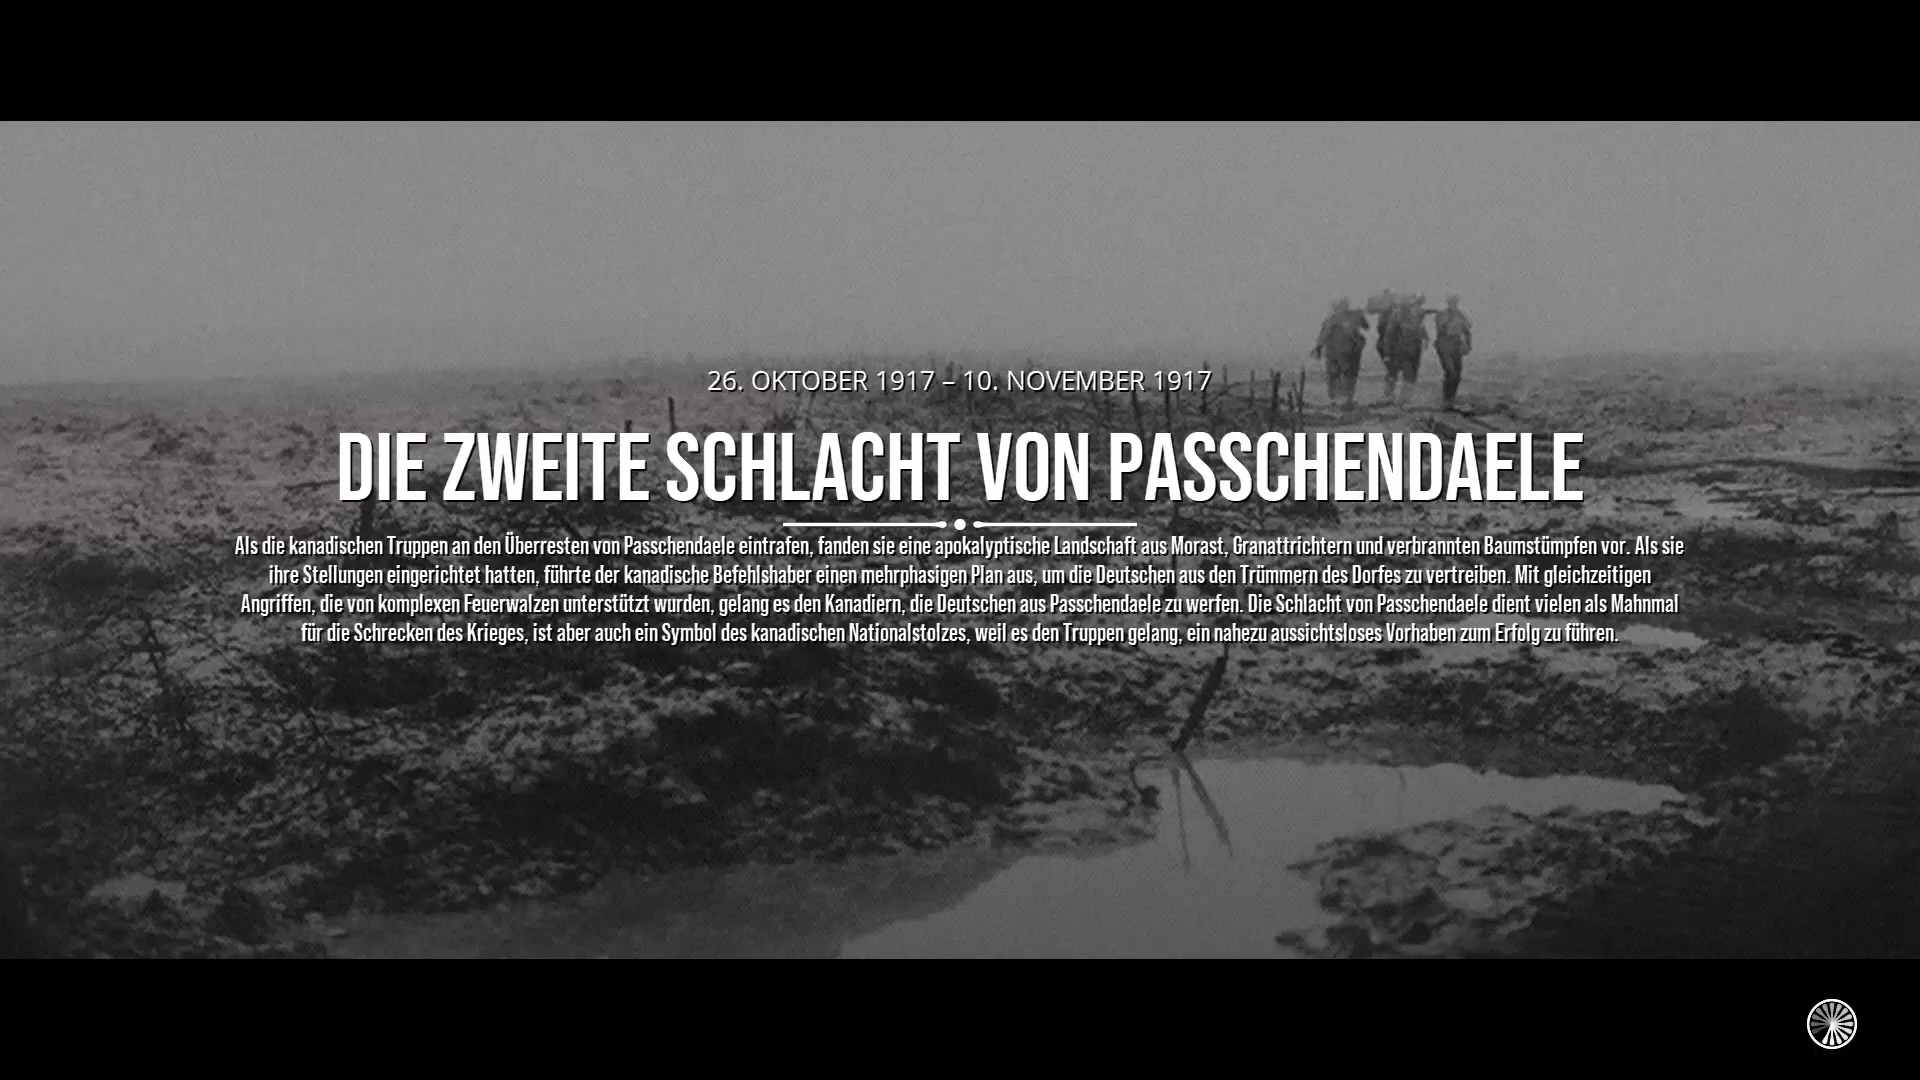 26. OKTOBER 1917 – 10. NOVEMBER 1917
DIE ZWEITE SCHLACHT VON PASSCHENDAELE
Als die kanadischen Truppen an den Überresten von Passchendaele eintrafen, fanden sie eine apokalyptische Landschaft aus Morast, Granattrichtern und verbrannten Baumstümpfen vor. Als sie
ihre Stellungen eingerichtet hatten, führte der kanadische Befehlshaber einen mehrphasigen Plan aus, um die Deutschen aus den Trümmern des Dorfes zu vertreiben. Mit gleichzeitigen
Angriffen, die von komplexen Feuerwalzen unterstützt wurden, gelang es den Kanadiern, die Deutschen aus Passchendaele zu werfen. Die Schlacht von Passchendaele dient vielen als Mahnmal
für die Schrecken des Krieges, ist aber auch ein Symbol des kanadischen Nationalstolzes, weil es den Truppen gelang, ein nahezu aussichtsloses Vorhaben zum Erfolg zu führen.